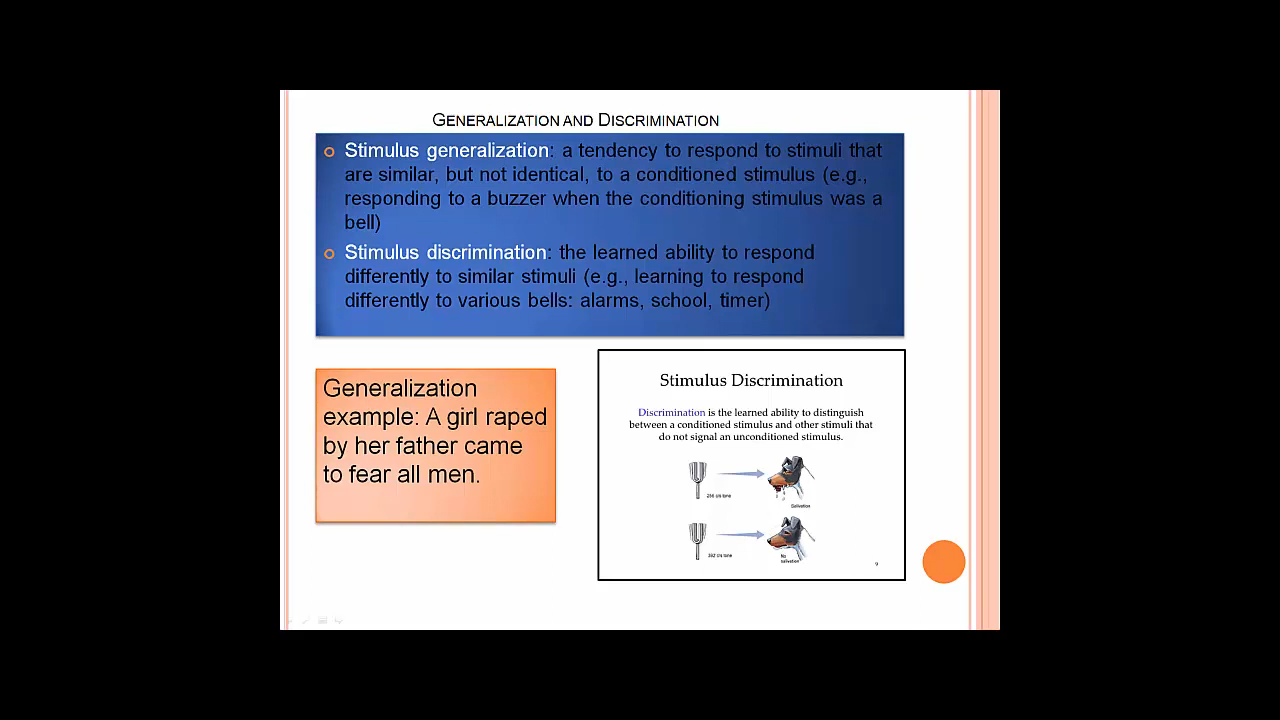 GENERALIZATION AND DISCRIMINATION
Stimulus generalization: a tendency to respond to stimuli that
are similar, but not identical, to a conditioned stimulus (e.g.,
responding to a buzzer when the conditioning stimulus was a
bell)
Stimulus discrimination: the learned ability to respond
differently to similar stimuli (e.g., learning to respond
differently to various bells: alarms, school, timer)
Generalization
example: A girl raped
by her father came
to fear all men.
Stimulus Discrimination
Discrimination is the learned ability to distinguish
between a conditioned stimulus and other stimuli that
do not signal an unconditioned stimulus.
c/s tone
Salivation
c/s tone
No
salivation
9